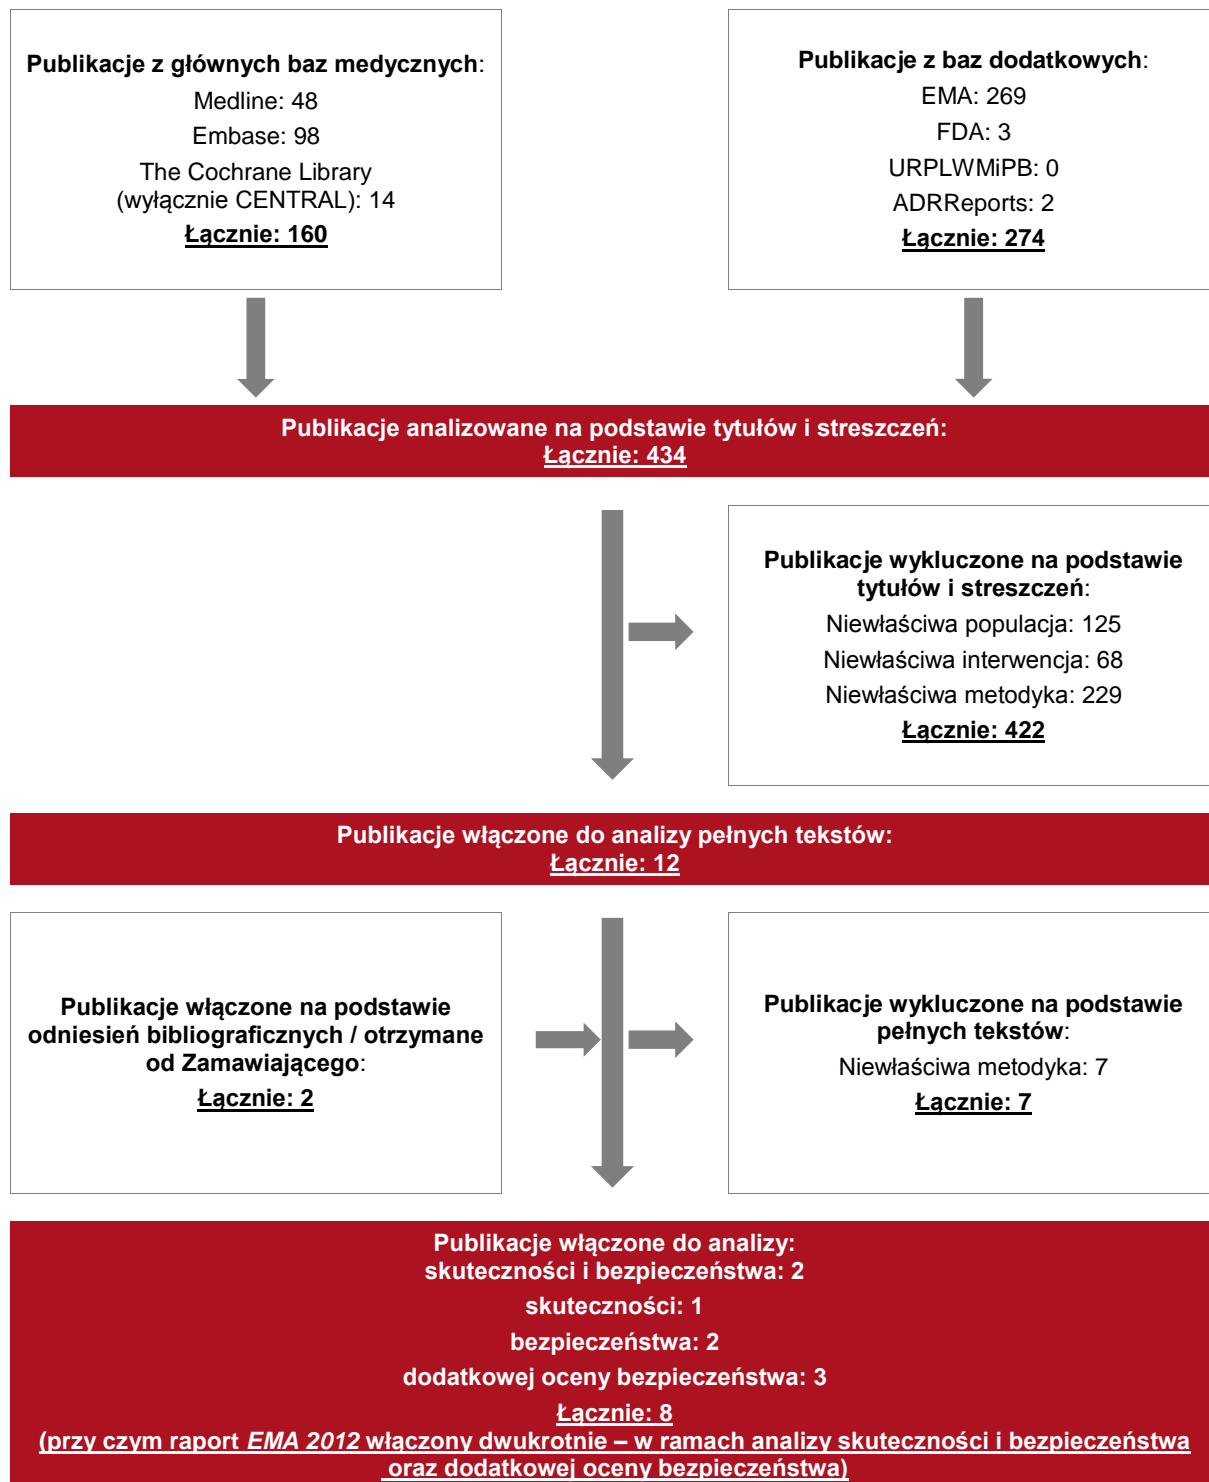 Publikacje z głównych baz medycznych:
Medline: 48
Embase: 98
The Cochrane Library
(wyłącznie CENTRAL): 14
Łącznie: 160
Publikacje z baz dodatkowych:
EMA: 269
FDA: 3
URPLWMiPB: 0
ADRReports: 2
Łącznie: 274
Publikacje analizowane na podstawie tytułów i streszczeń:
Łącznie: 434
Publikacje wykluczone na podstawie
tytułów i streszczeń:
Niewłaściwa populacja: 125
Niewłaściwa interwencja: 68
Niewłaściwa metodyka: 229
Łącznie: 422
Publikacje włączone do analizy pełnych tekstów:
Łącznie: 12
Publikacje włączone na podstawie
odniesień bibliograficznych / otrzymane
od Zamawiającego:
Łącznie: 2
Publikacje wykluczone na podstawie
pełnych tekstów:
Niewłaściwa metodyka: 7
Łącznie: 7
Publikacje włączone do analizy:
skuteczności i bezpieczeństwa: 2
skuteczności: 1
bezpieczeństwa: 2
dodatkowej oceny bezpieczeństwa: 3
Łącznie: 8
(przy czym raport EMA 2012 włączony dwukrotnie – w ramach analizy skuteczności i bezpieczeństwa
oraz dodatkowej oceny bezpieczeństwa)